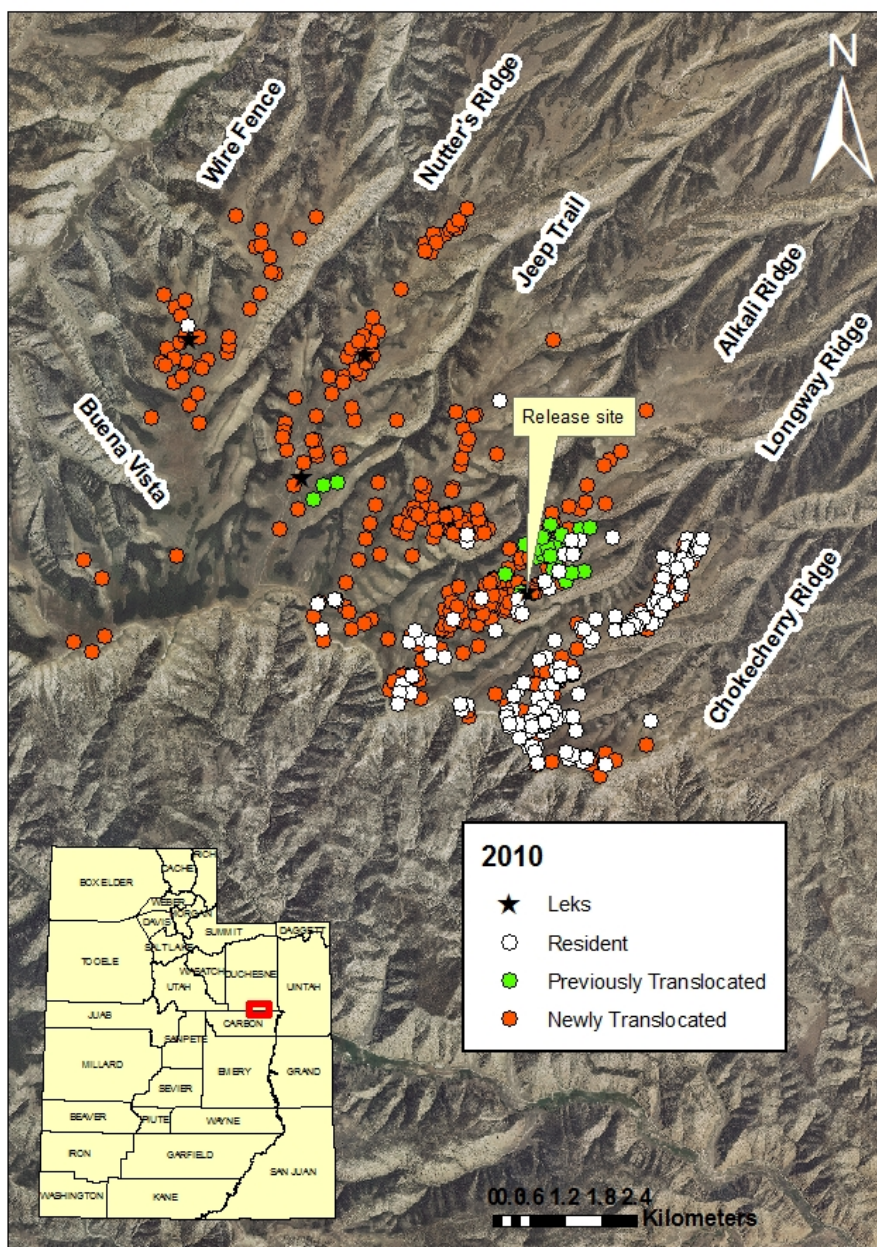 N
Wire Fence
Nutter's Ridge
Jeep Trail
Alkali Ridge
Longway Ridge
Buena Vista
Release site
Chokecherry Ridge
2010
Leks
Resident
Previously Translocated
Newly Translocated
BOX ELDER
CACHE
RICH
WEBER
MORGAN
DAVIS
SUMMIT
DAGGETT
SALT LAKE
TOOELE
WASATCH
DUCHESNE
UINTAH
UTAH
JUAB
CARBON
SANPETE
MILLARD
EMERY
GRAND
SEVIER
BEAVER
PIUTE
WAYNE
IRON
GARFIELD
SAN JUAN
WASHINGTON
KANE
0 0.3 0.6 1.2 1.8 2.4
Kilometers